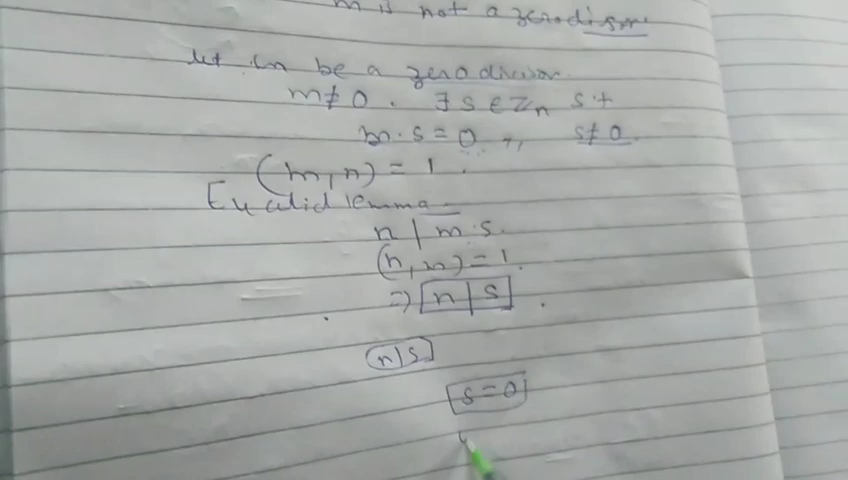 m is not a zero divisor
let m be a zero divisor
m ≠ 0 . ∃ s ∈ Zn s.t
m . s = 0 , s ≠ 0
(m, n) = 1 .
Euclid lemma
n | m . s.
(n, m) = 1.
⇒ n | s .
n | s
s = 0